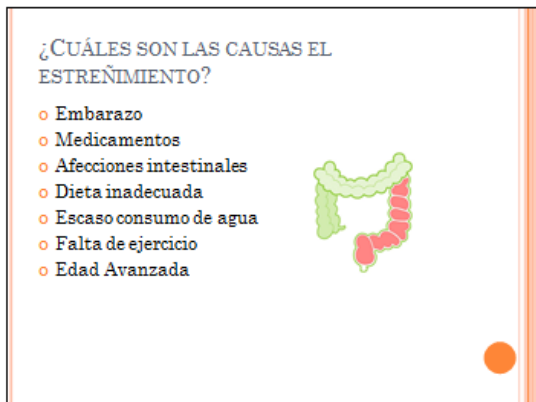 ¿CUÁLES SON LAS CAUSAS EL
ESTREÑIMIENTO?
Embarazo
Medicamentos
Afecciones intestinales
Dieta inadecuada
Escaso consumo de agua
Falta de ejercicio
Edad Avanzada